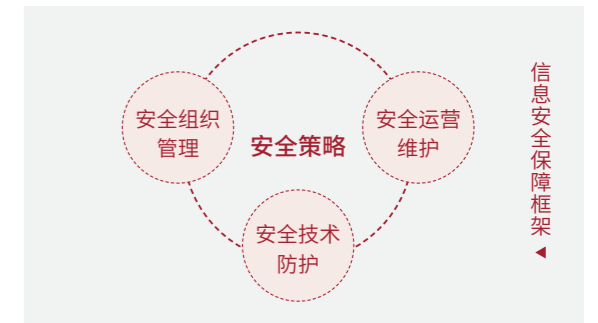 安全组织
管理
安全策略
安全运营
维护
安全技术
防护
信息安全保障框架